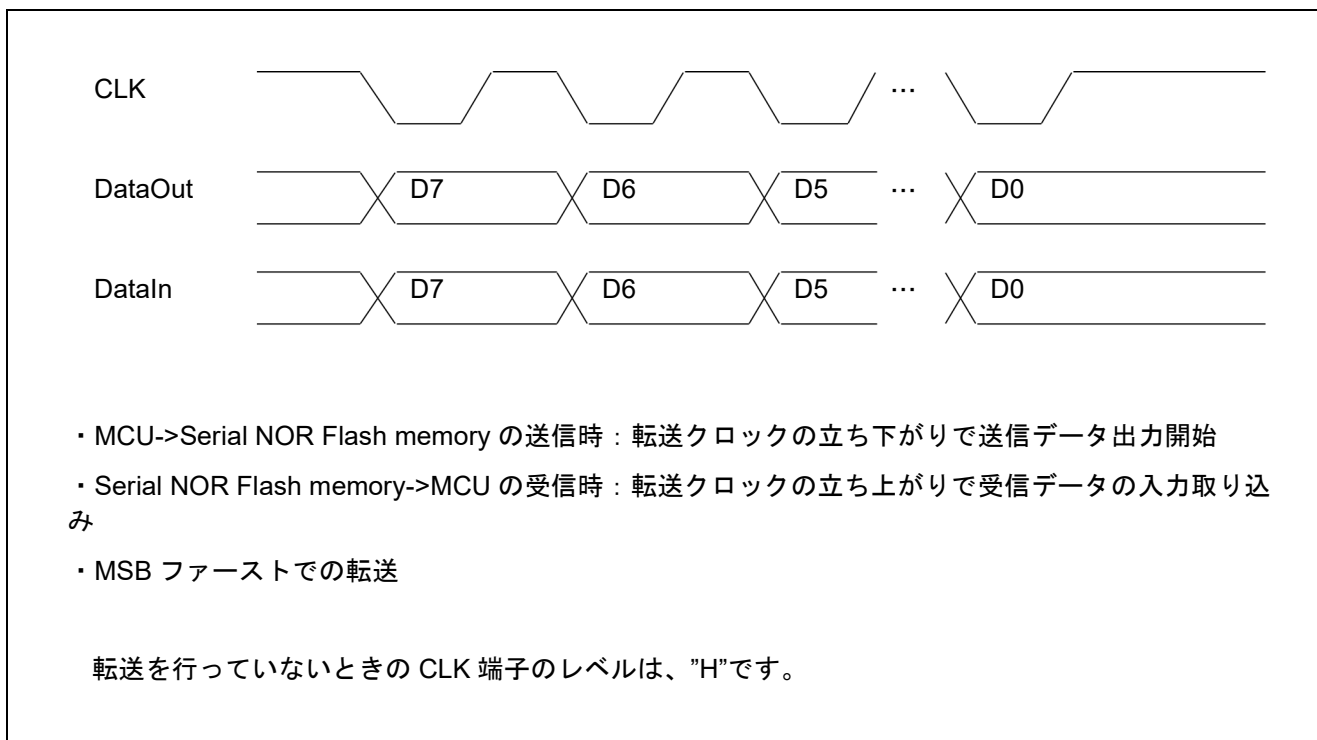 CLK …
DataOut D7 D6 D5 … D0
DataIn D7 D6 D5 … D0
・MCU->Serial NOR Flash memory の送信時：転送クロックの立ち下がりで送信データ出力開始
・Serial NOR Flash memory->MCU の受信時：転送クロックの立ち上がりで受信データの入力取り込
み
・MSB ファーストでの転送
転送を行っていないときの CLK 端子のレベルは、”H”です。